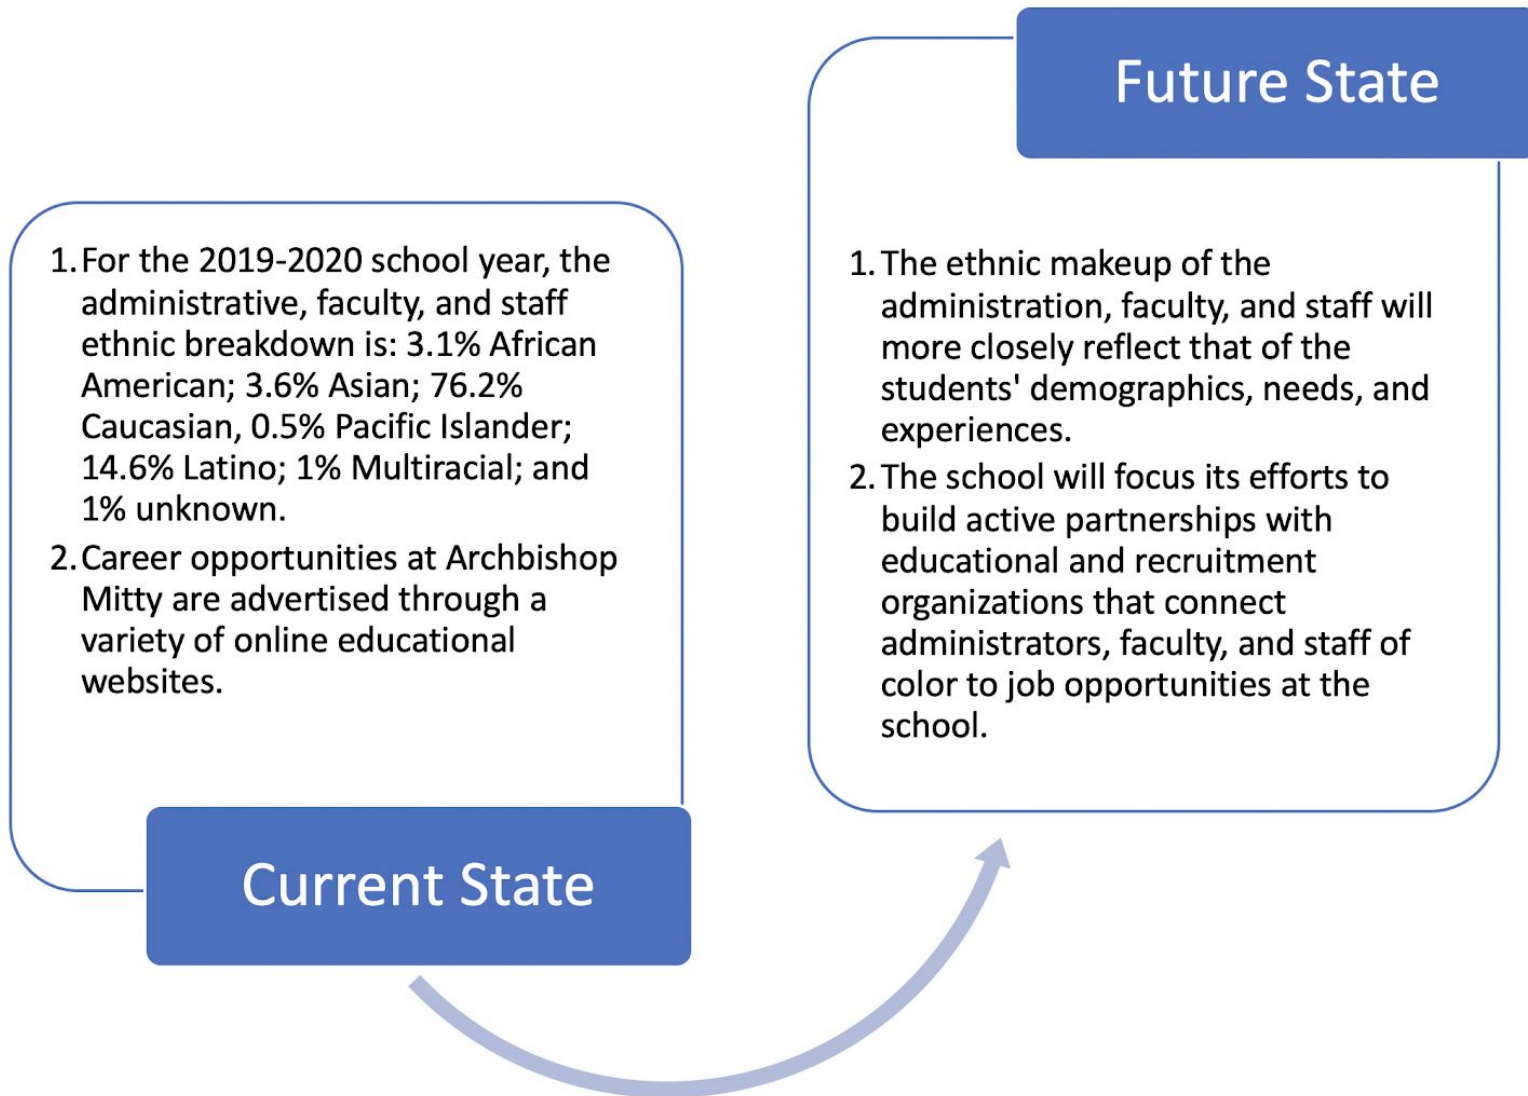 Future State
1. The ethnic makeup of the
administration, faculty, and staff will
more closely reflect that of the
students' demographics, needs, and
experiences.
2. The school will focus its efforts to
build active partnerships with
educational and recruitment
organizations that connect
administrators, faculty, and staff of
color to job opportunities at the
school.
1. For the 2019-2020 school year, the
administrative, faculty, and staff
ethnic breakdown is: 3.1% African
American; 3.6% Asian; 76.2%
Caucasian, 0.5% Pacific Islander;
14.6% Latino; 1% Multiracial; and
1% unknown.
2. Career opportunities at Archbishop
Mitty are advertised through a
variety of online educational
websites.
Current State